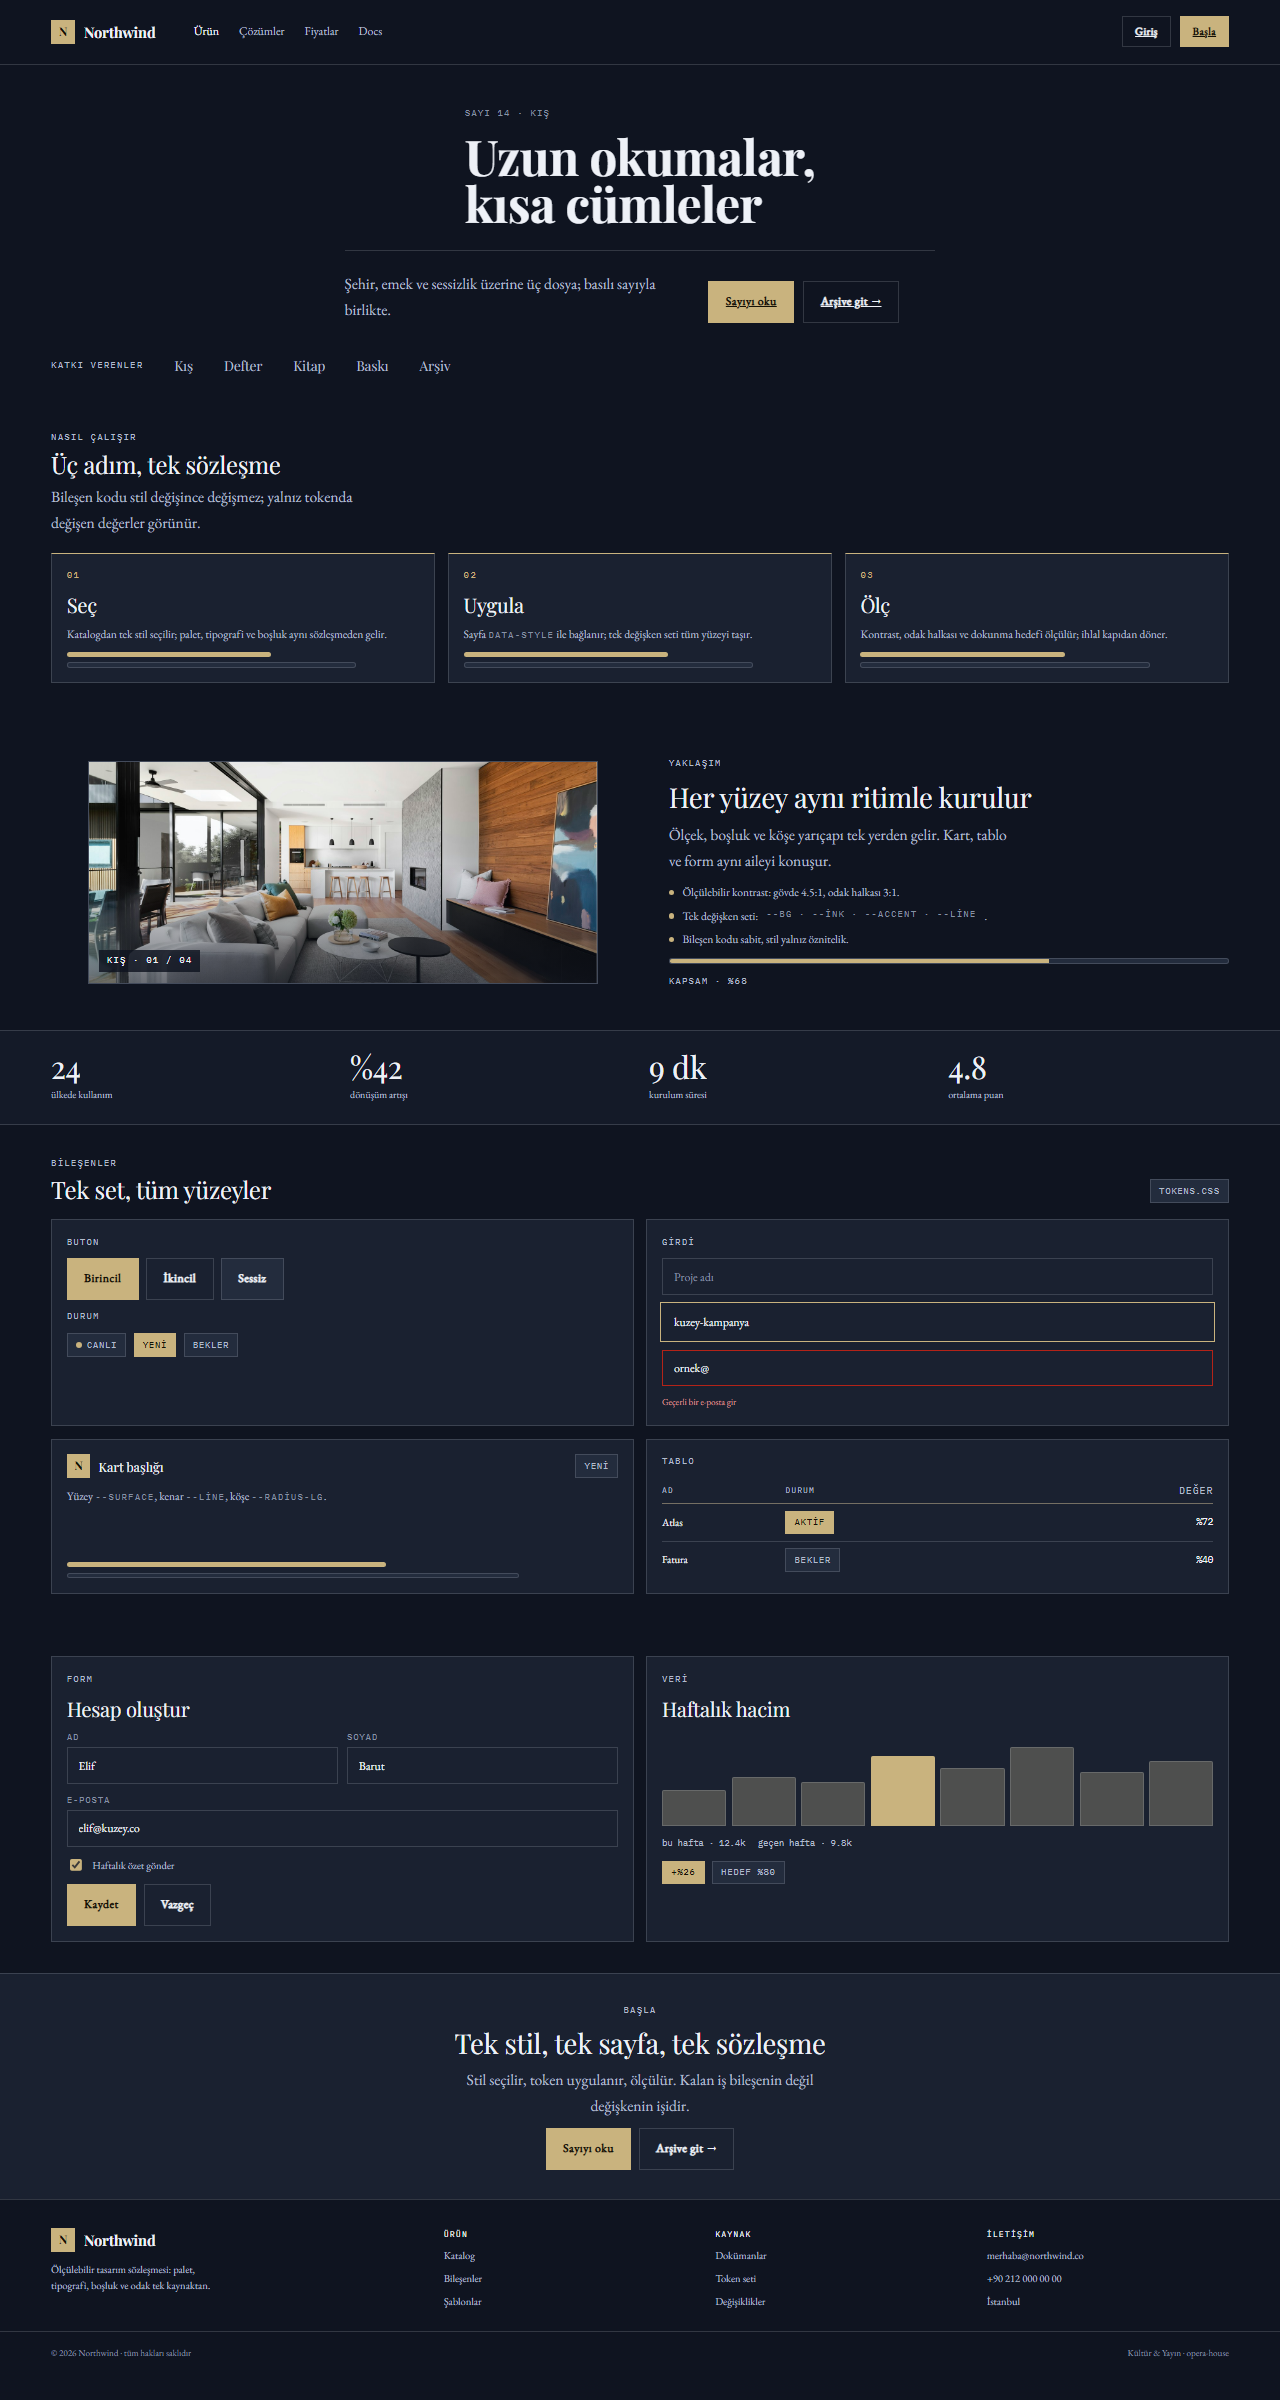 N Northwind Ürün Çözümler Fiyatlar Docs Giriş Başla
SAYI 14 · KIŞ
Uzun okumalar,
kısa cümleler
Şehir, emek ve sessizlik üzerine üç dosya; basılı sayıyla
birlikte.
Sayıyı oku Arşive git →
KATKI VERENLER Kış Defter Kitap Baskı Arşiv
NASIL ÇALIŞIR
Üç adım, tek sözleşme
Bileşen kodu stil değişince değişmez; yalnız tokenda
değişen değerler görünür.
01
Seç
Katalogdan tek stil seçilir; palet, tipografi ve boşluk aynı sözleşmeden gelir.
02
Uygula
Sayfa DATA-STYLE ile bağlanır; tek değişken seti tüm yüzeyi taşır.
03
Ölç
Kontrast, odak halkası ve dokunma hedefi ölçülür; ihlal kapıdan döner.
KIŞ · 01 / 04
YAKLAŞIM
Her yüzey aynı ritimle kurulur
Ölçek, boşluk ve köşe yarıçapı tek yerden gelir. Kart, tablo
ve form aynı aileyi konuşur.
Ölçülebilir kontrast: gövde 4.5:1, odak halkası 3:1.
Tek değişken seti: --BG · --İNK · --ACCENT · --LİNE .
Bileşen kodu sabit, stil yalnız öznitelik.
KAPSAM · %68
24
ülkede kullanım
%42
dönüşüm artışı
9 dk
kurulum süresi
4.8
ortalama puan
BİLEŞENLER
Tek set, tüm yüzeyler
TOKENS.CSS
BUTON
Birincil İkincil Sessiz
DURUM
CANLI YENİ BEKLER
GİRDİ
Proje adı
kuzey-kampanya
ornek@
Geçerli bir e-posta gir
N Kart başlığı YENİ
Yüzey --SURFACE, kenar --LİNE, köşe --RADİUS-LG.
TABLO
AD DURUM DEĞER
Atlas AKTİF %72
Fatura BEKLER %40
FORM
Hesap oluştur
AD SOYAD
Elif Barut
E-POSTA
elif@kuzey.co
Haftalık özet gönder
Kaydet Vazgeç
VERİ
Haftalık hacim
bu hafta · 12.4k geçen hafta · 9.8k
+%26 HEDEF %80
BAŞLA
Tek stil, tek sayfa, tek sözleşme
Stil seçilir, token uygulanır, ölçülür. Kalan iş bileşenin değil
değişkenin işidir.
Sayıyı oku Arşive git →
N Northwind
Ölçülebilir tasarım sözleşmesi: palet,
tipografi, boşluk ve odak tek kaynaktan.
ÜRÜN
Katalog
Bileşenler
Şablonlar
KAYNAK
Dokümanlar
Token seti
Değişiklikler
İLETİŞİM
merhaba@northwind.co
+90 212 000 00 00
İstanbul
© 2026 Northwind · tüm hakları saklıdır
Kültür & Yayın · opera-house